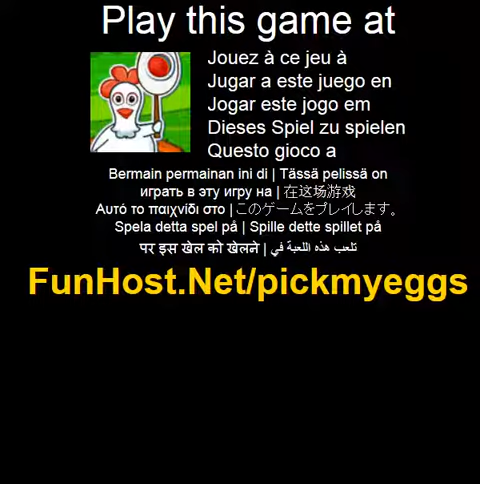 Play this game at
Jouez à ce jeu à
Jugar a este juego en
Jogar este jogo em
Dieses Spiel zu spielen
Questo gioco a
Bermain permainan ini di | Tässä pelissä on
играть в эту игру на | 在这场游戏
Αυτό το παιχνίδι στο | このゲームをプレイします。
Spela detta spel på | Spille dette spillet på
पर इस खेल को खेलने | تلعب هذه اللعبة في
FunHost.Net/pickmyeggs